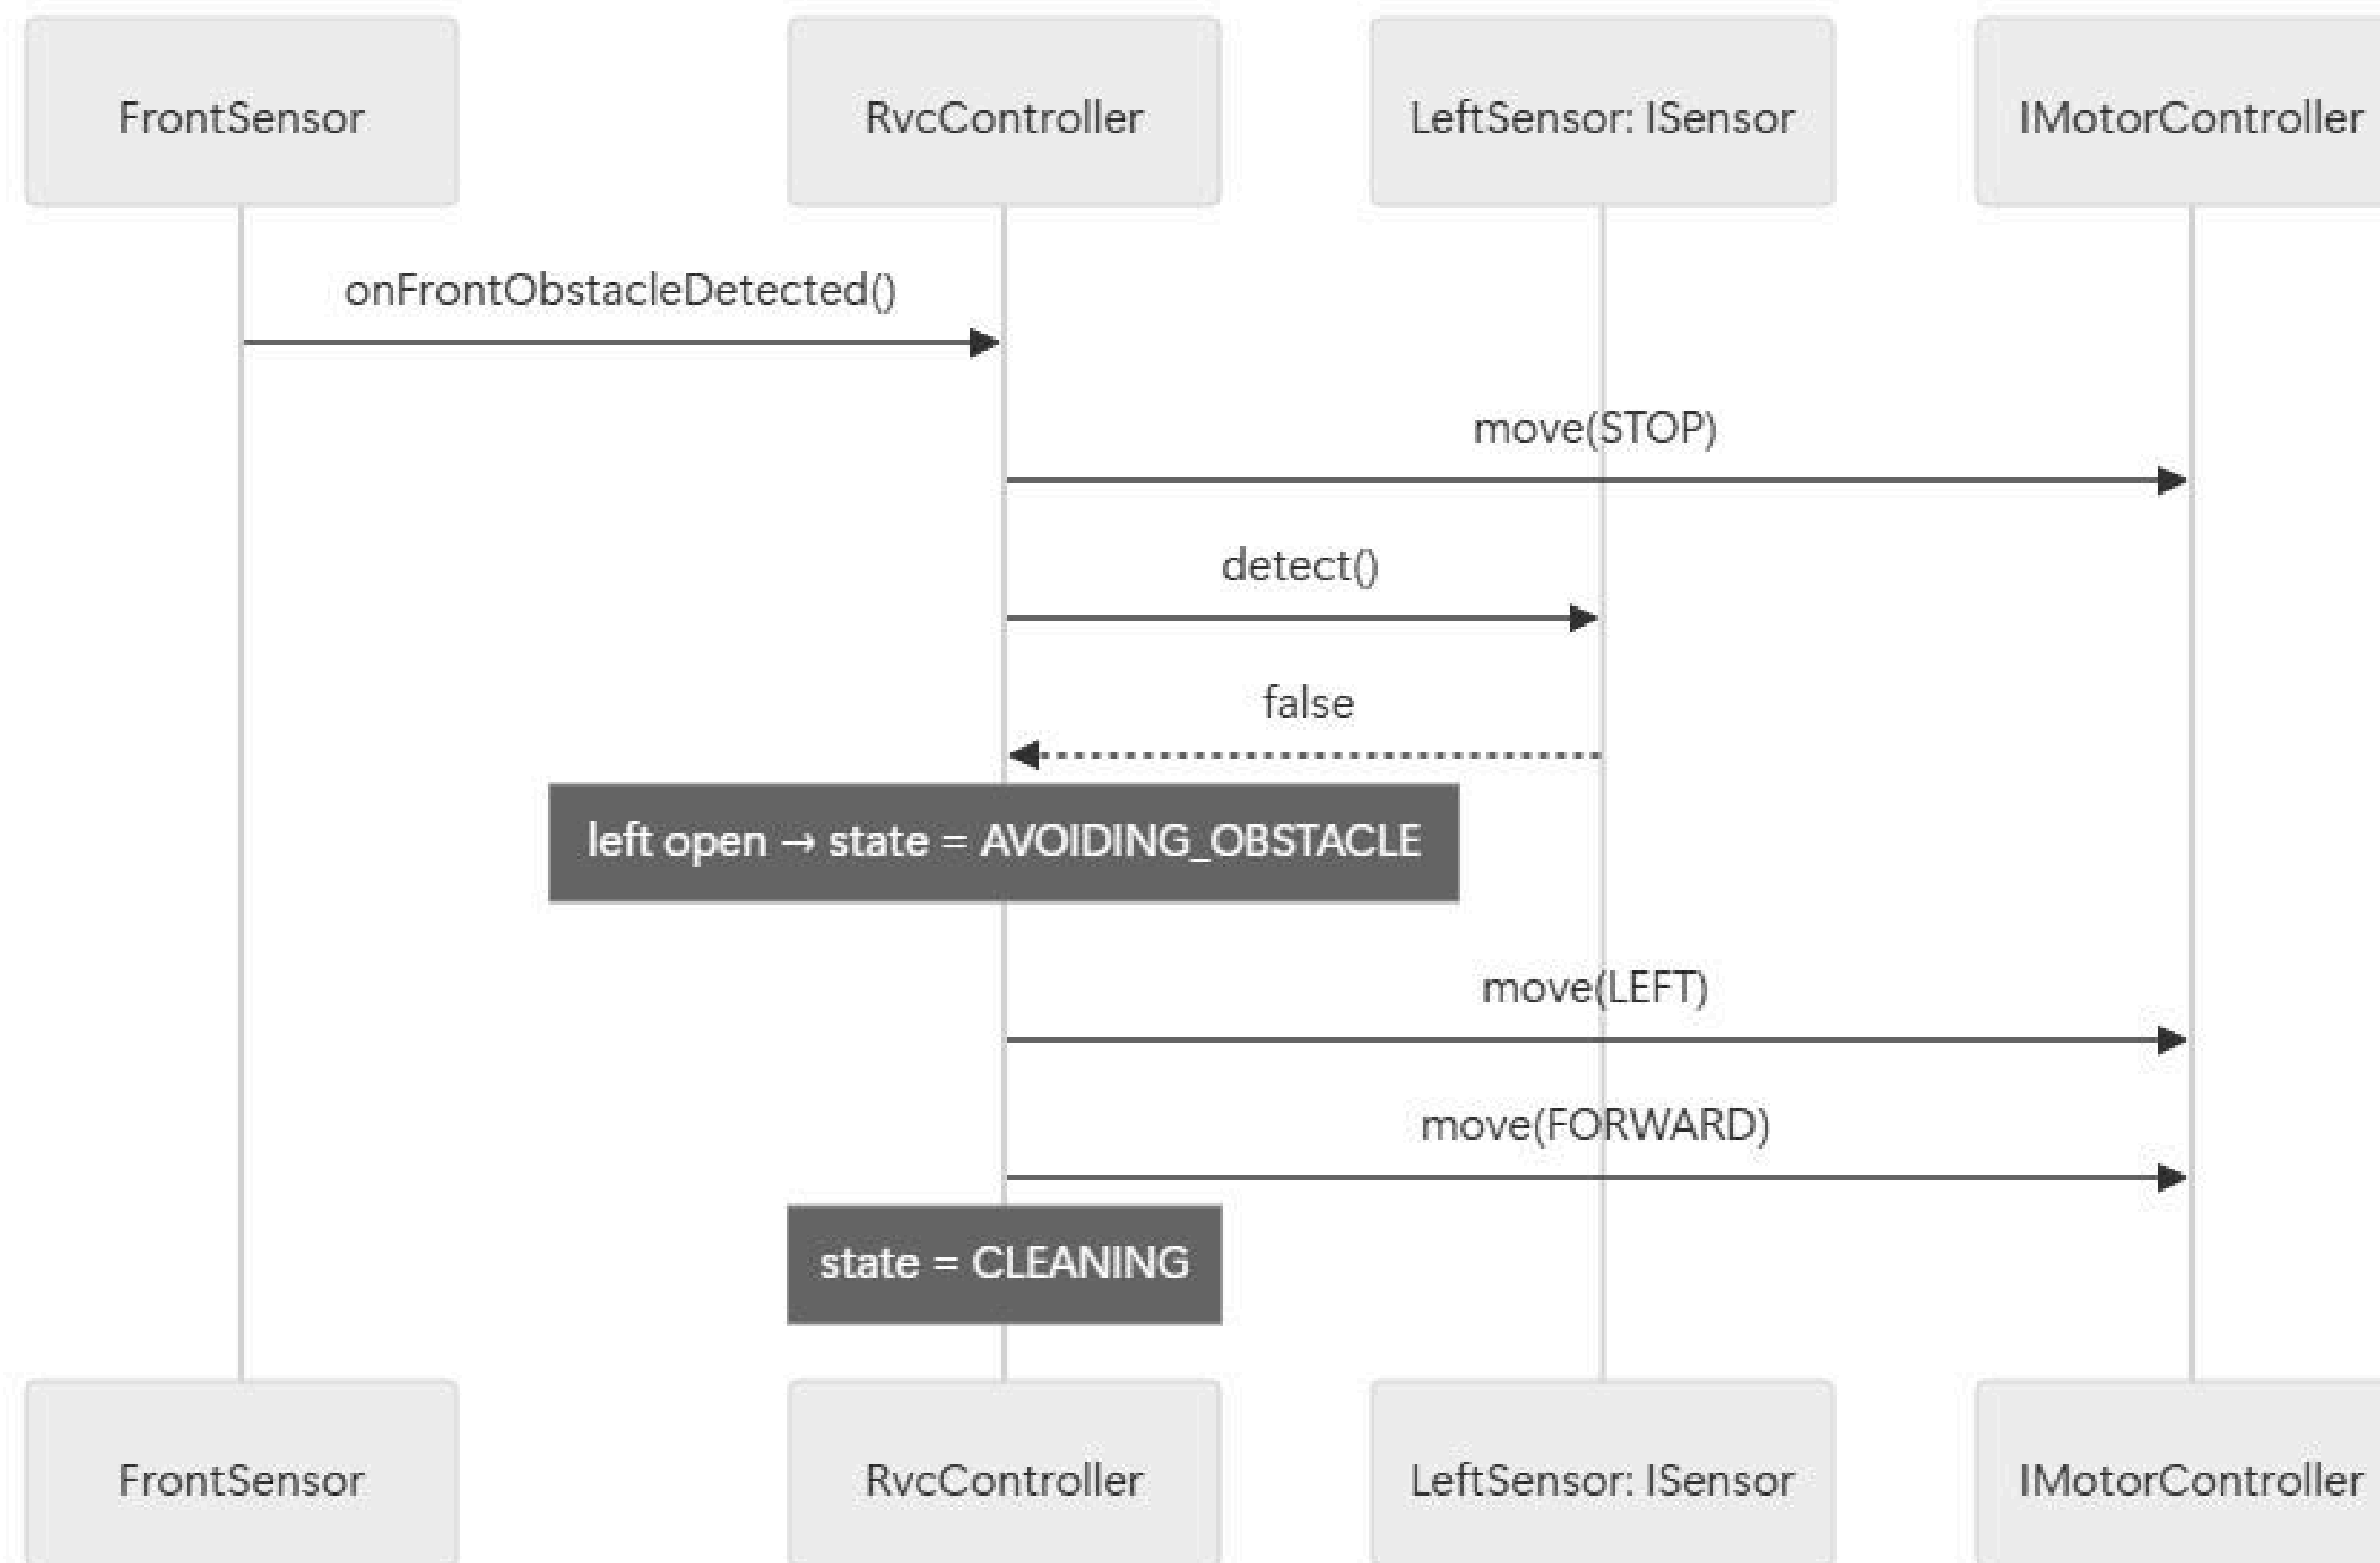 FrontSensor
RvcController
LeftSensor: ISensor
IMotorController
onFrontObstacleDetected()
move(STOP)
detect()
false
left open → state = AVOIDING_OBSTACLE
move(LEFT)
move(FORWARD)
state = CLEANING
FrontSensor
RvcController
LeftSensor: ISensor
IMotorController